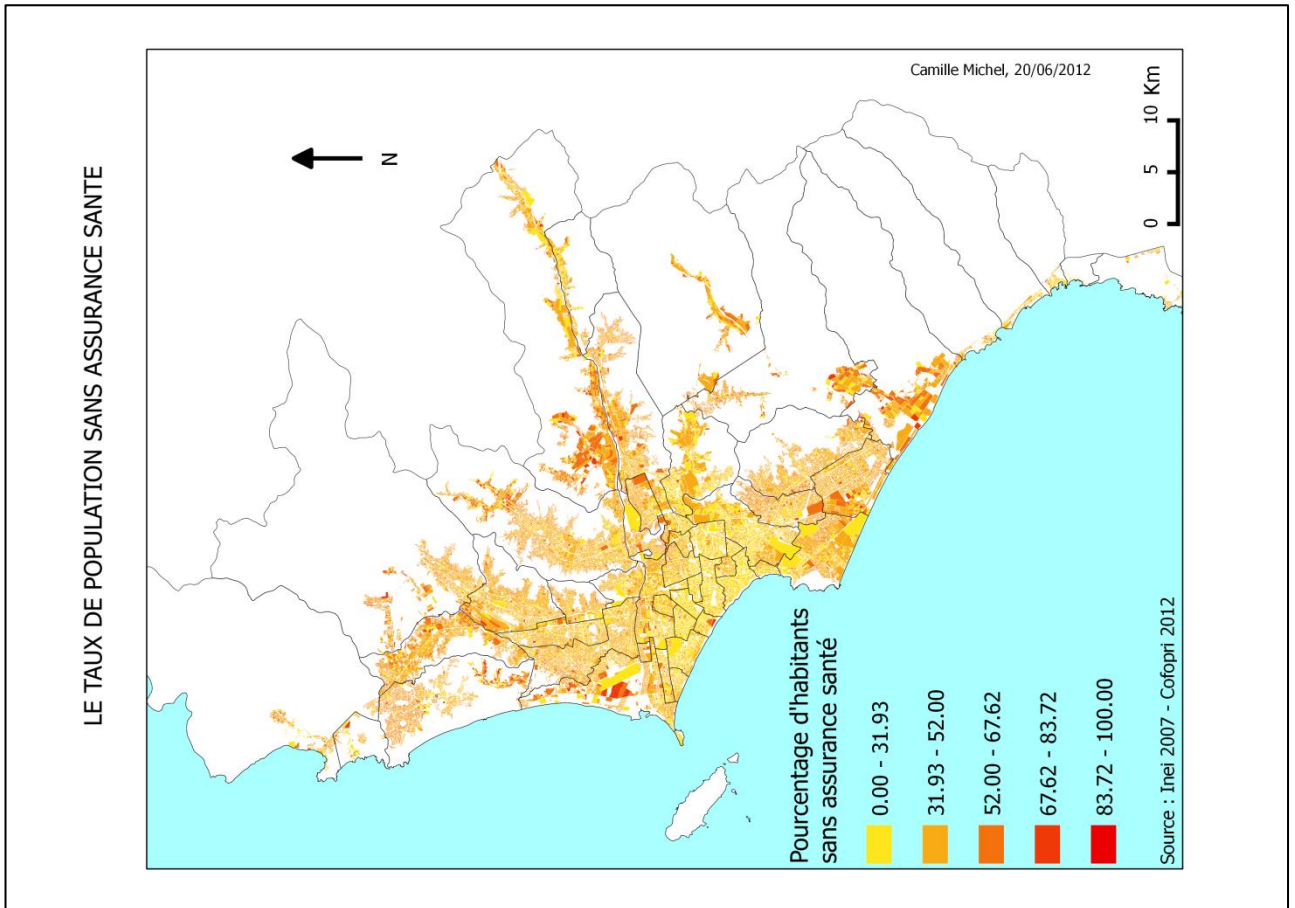 LE TAUX DE POPULATION SANS ASSURANCE SANTE
Camille Michel, 20/06/2012
N
0 5 10 Km
Pourcentage d'habitants
sans assurance santé
0.00 - 31.93
31.93 - 52.00
52.00 - 67.62
67.62 - 83.72
83.72 - 100.00
Source : Inei 2007 - Cofopri 2012